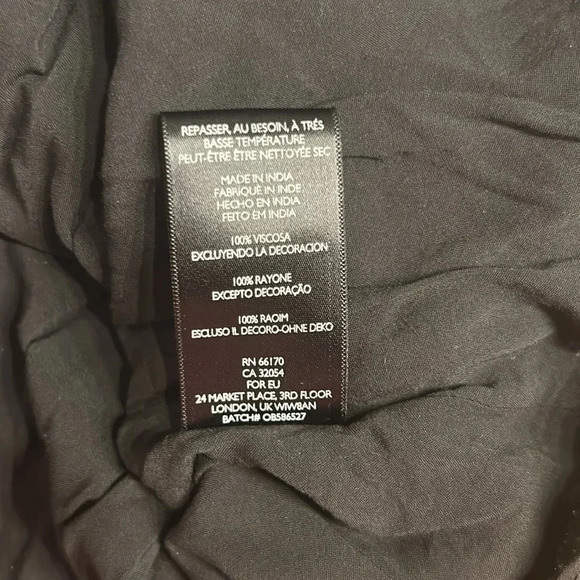 REPASSER, AU BESOIN, À TRÉS
BASSE TEMPÉRATURE
PEUT-ÊTRE ÊTRE NETTOYÉE SEC
MADE IN INDIA
FABRIQUÉ EN INDE
HECHO EN INDIA
FEITO EM INDIA
100% VISCOSA
EXCLUYENDO LA DECORACION
100% RAYONE
EXCEPTO DECORAÇÃO
100% RAOIM
ESCLUSO IL DECORO-OHNE DEKO
RN 66170
CA 32054
FOR EU
24 MARKET PLACE, 3RD FLOOR
LONDON, UK WIW8AN
BATCH# OB586527